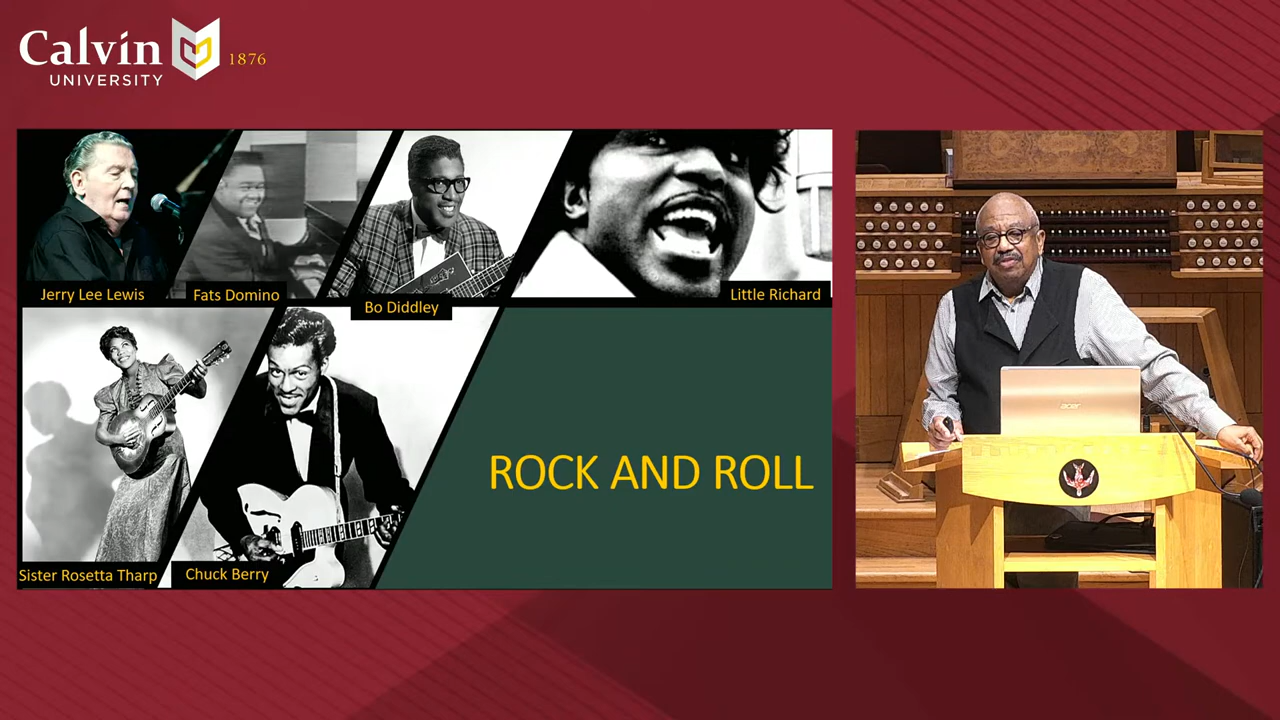 Calvin
UNIVERSITY
1876
Jerry Lee Lewis
Fats Domino
Bo Diddley
Little Richard
Sister Rosetta Tharp
Chuck Berry
ROCK AND ROLL
acer